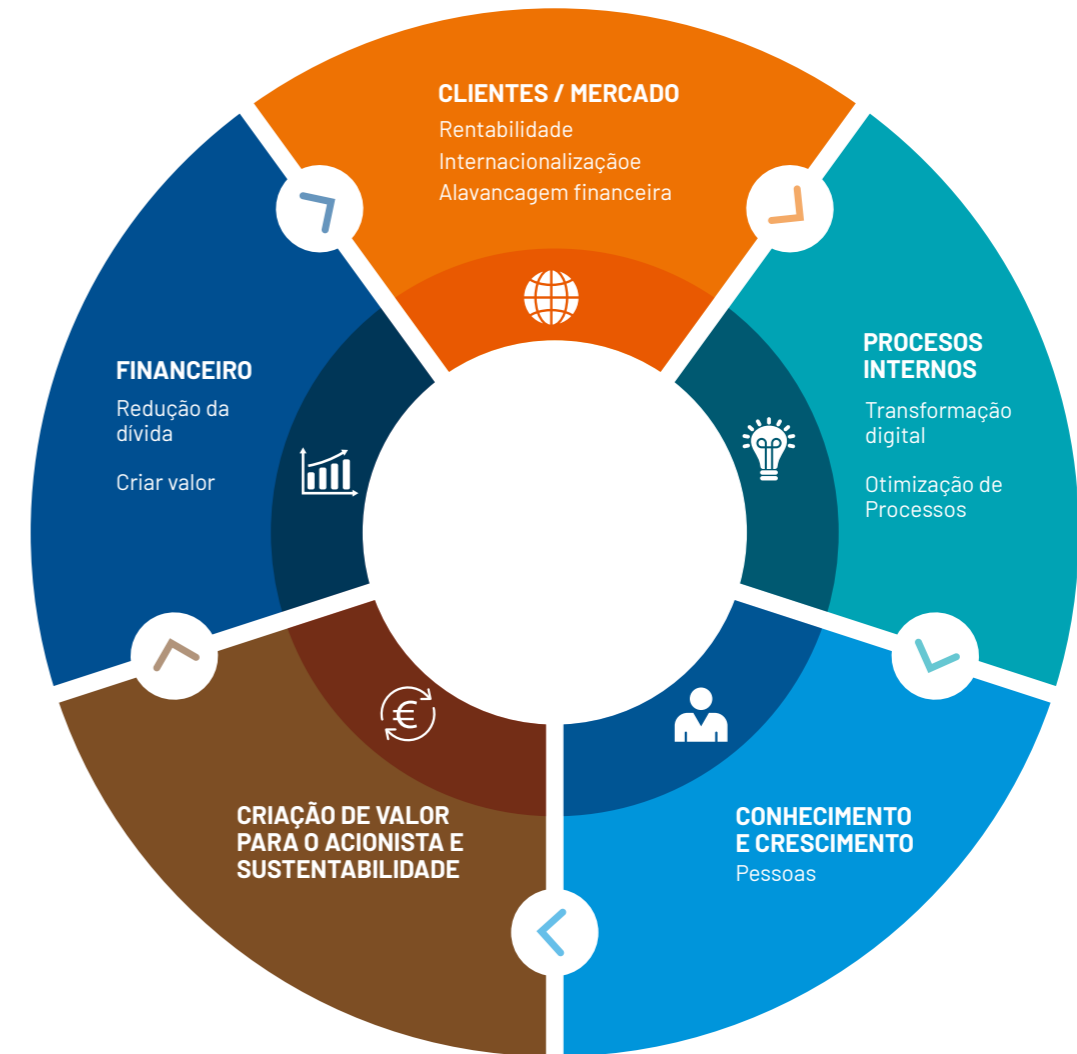 CLIENTES / MERCADO
Rentabilidade
Internacionalizaçãoe
Alavancagem financeira
PROCESOS
INTERNOS
Transformação
digital
Otimização de
Processos
CONHECIMENTO
E CRESCIMENTO
Pessoas
CRIAÇÃO DE VALOR
PARA O ACIONISTA E
SUSTENTABILIDADE
€
FINANCEIRO
Redução da
dívida
Criar valor